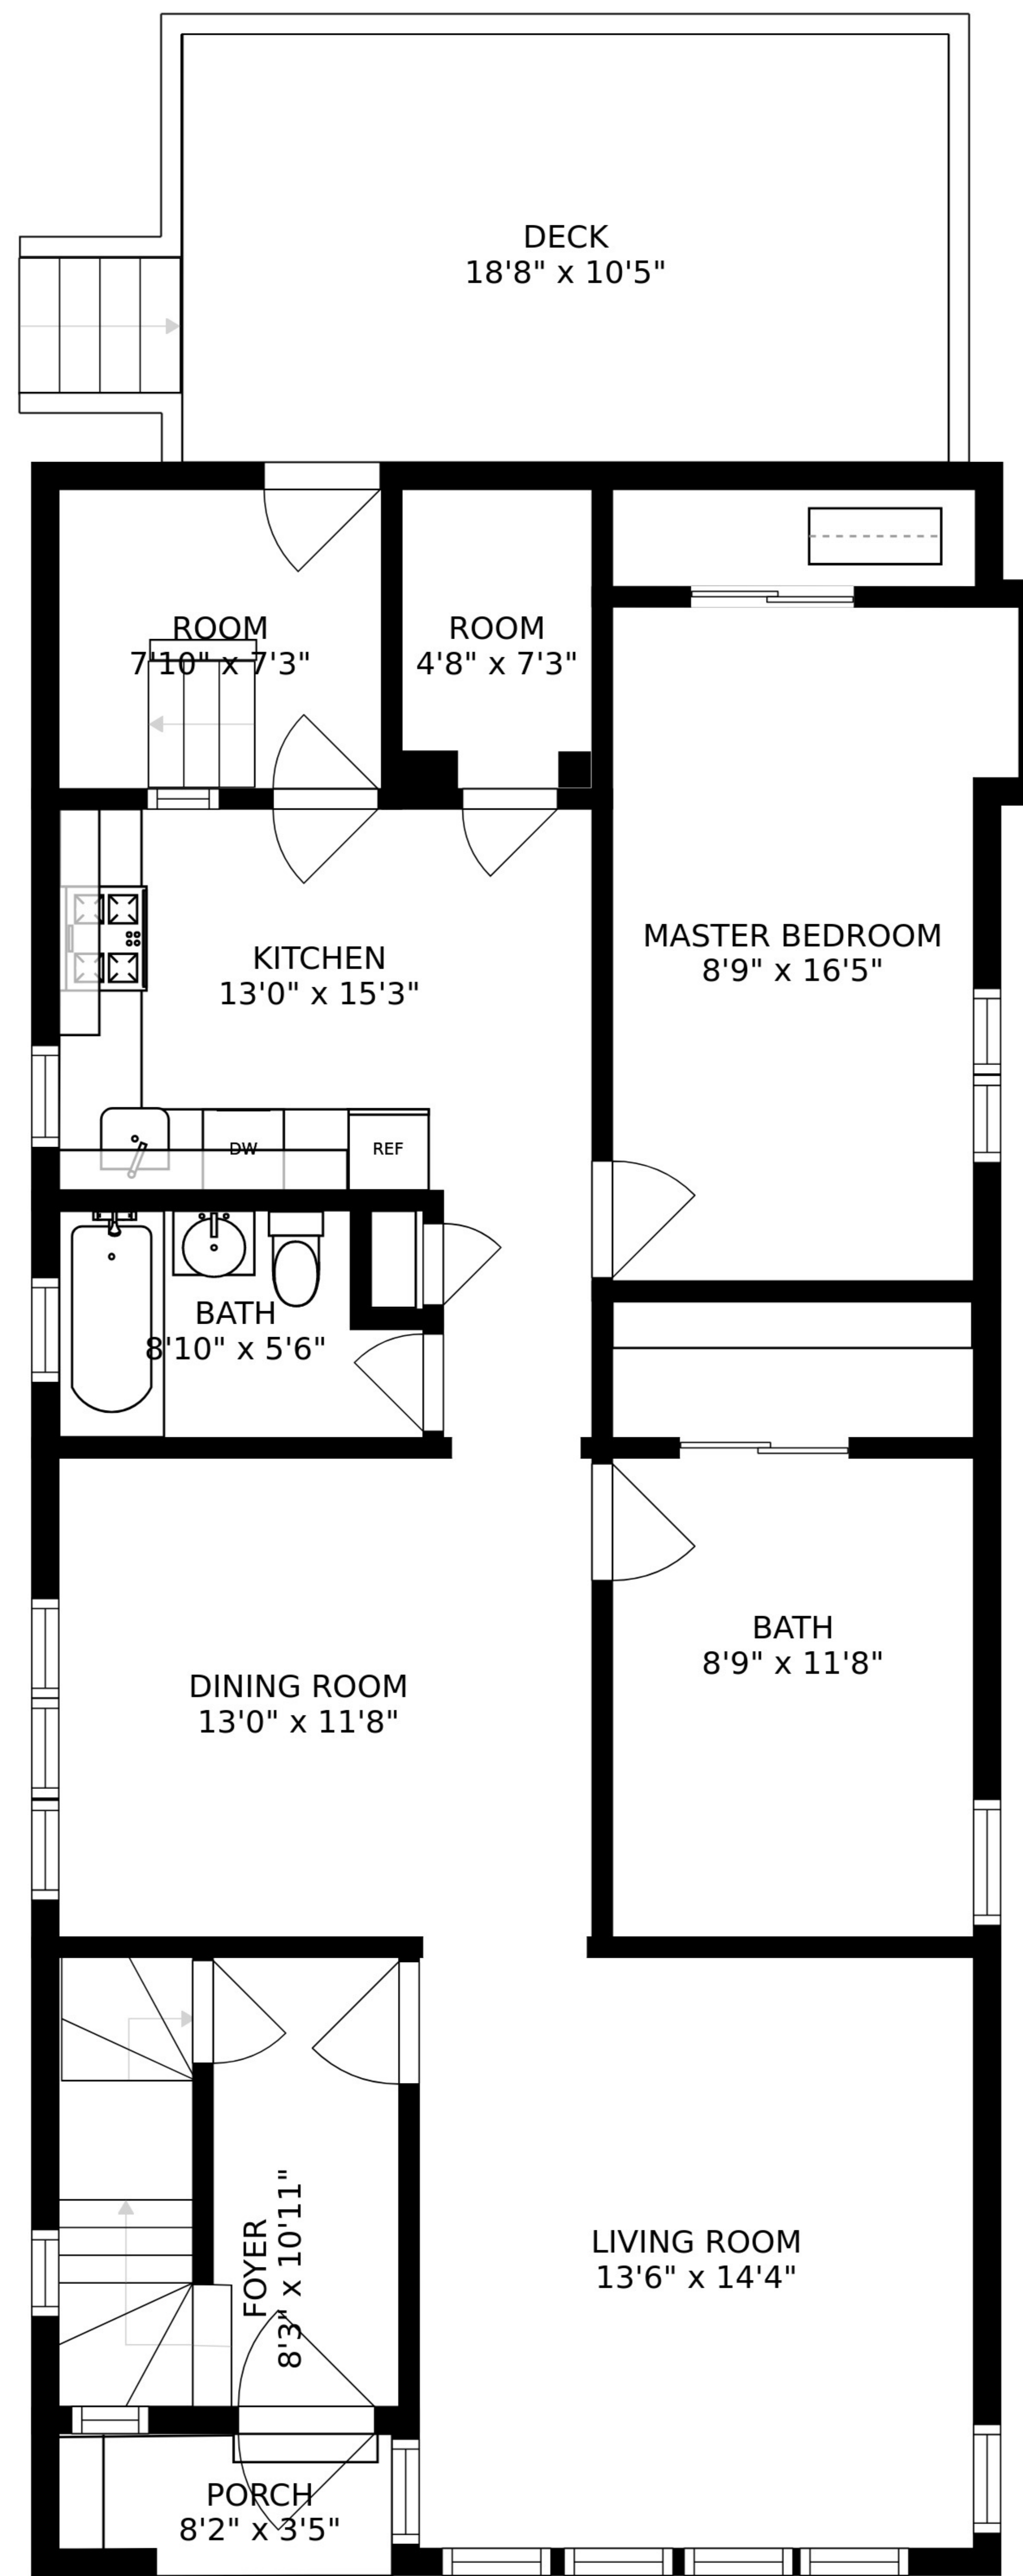 DECK
18'8" x 10'5"
ROOM
7'10" x 7'3"
ROOM
4'8" x 7'3"
MASTER BEDROOM
8'9" x 16'5"
KITCHEN
13'0" x 15'3"
DW
REF
BATH
8'10" x 5'6"
BATH
8'9" x 11'8"
DINING ROOM
13'0" x 11'8"
FOYER
8'3" x 10'11"
LIVING ROOM
13'6" x 14'4"
PORCH
8'2" x 3'5"